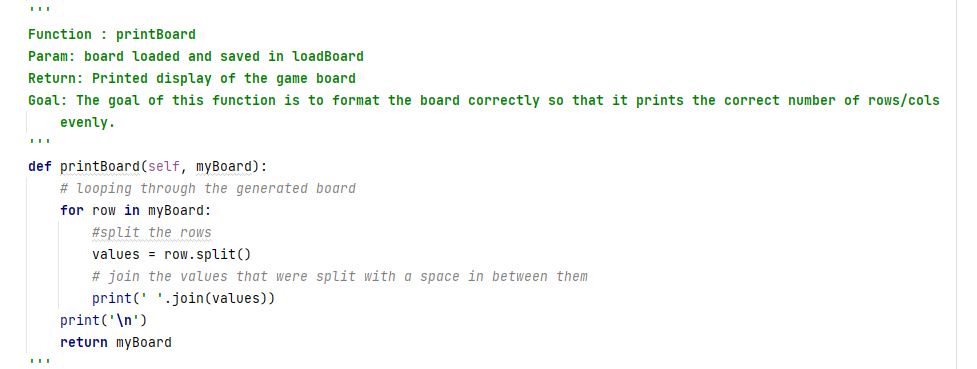 '''
Function : printBoard
Param: board loaded and saved in loadBoard
Return: Printed display of the game board
Goal: The goal of this function is to format the board correctly so that it prints the correct number of rows/cols
    evenly.
'''
def printBoard(self, myBoard):
    # looping through the generated board
    for row in myBoard:
        #split the rows
        values = row.split()
        # join the values that were split with a space in between them
        print(' '.join(values))
    print('\n')
    return myBoard
'''